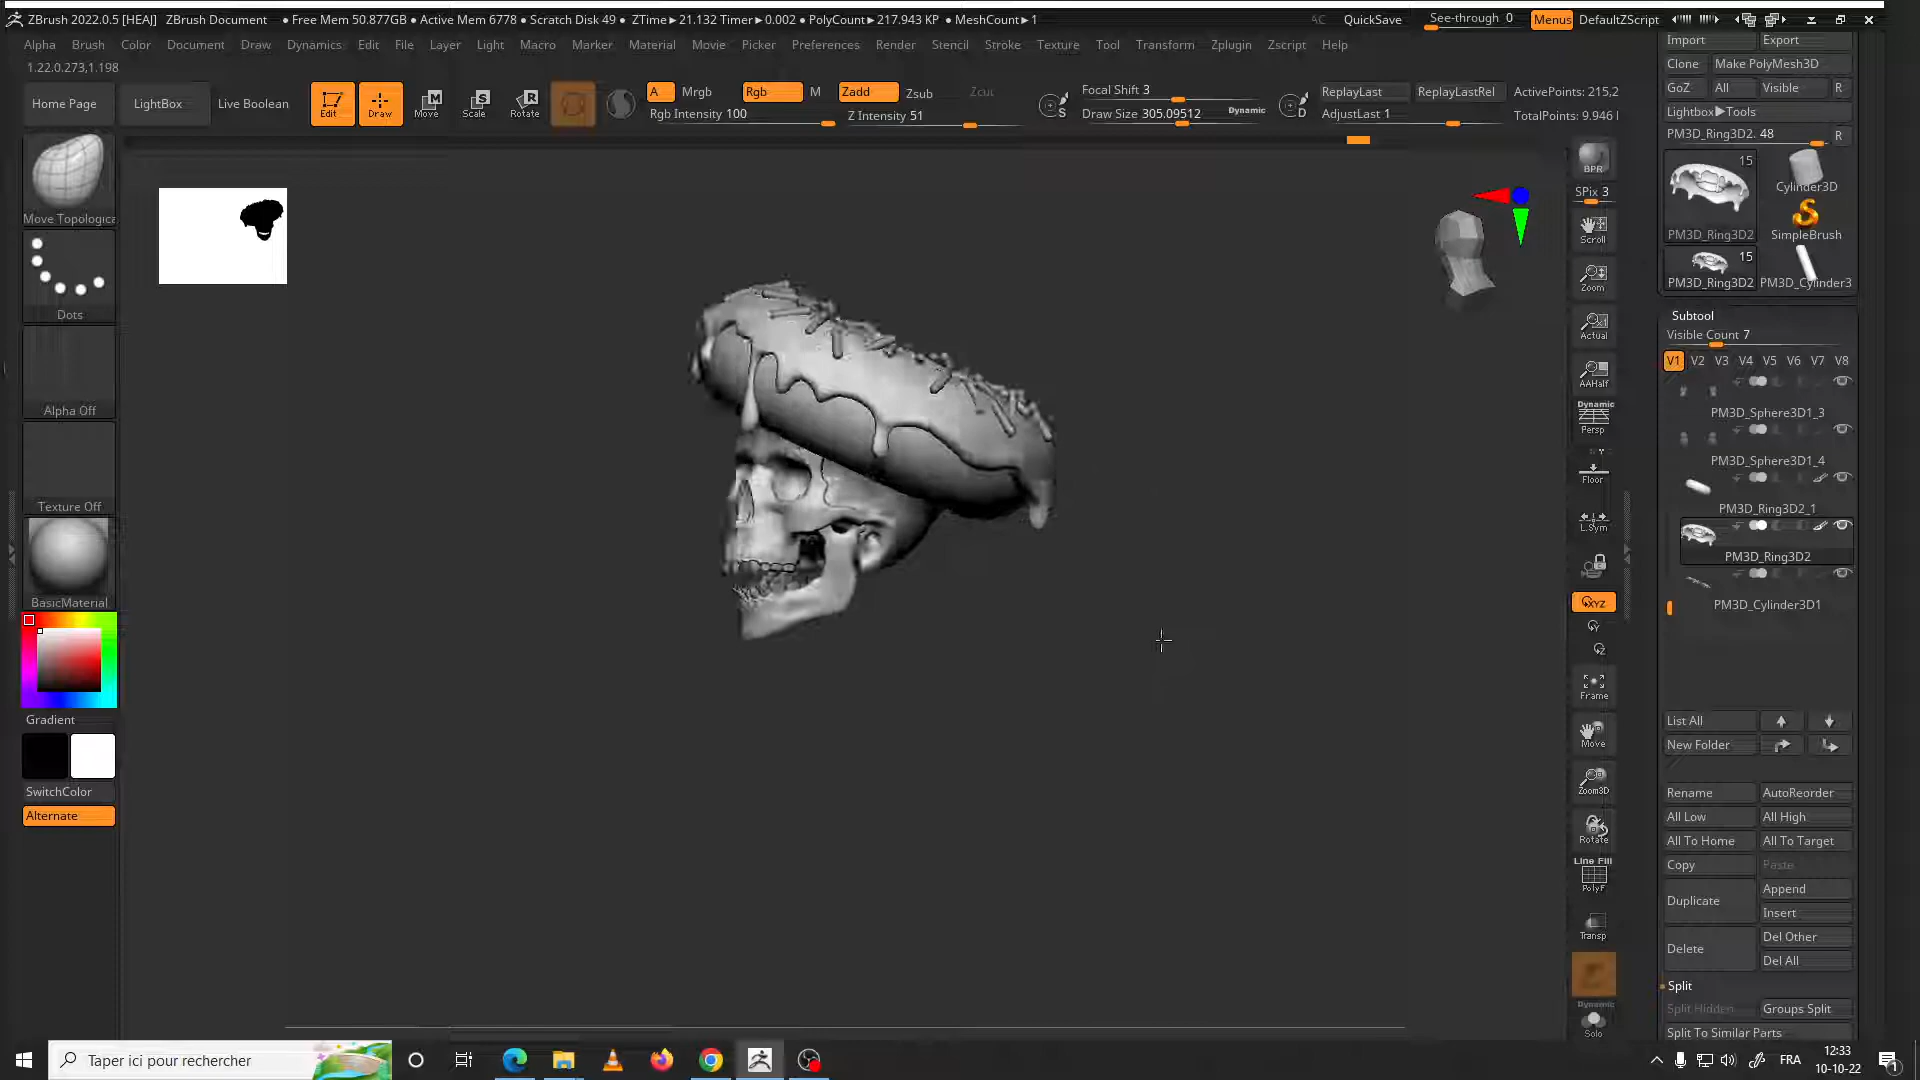 ZBrush 2022.0.5 [HEAJ] ZBrush Document ● Free Mem 50.877GB ● Active Mem 6778 ● Scratch Disk 49 ● ZTime►21.132 Timer►0.002 ● PolyCount►217.943 KP ● MeshCount►1 AC QuickSave See-through 0 Menus DefaultZScript
Alpha Brush Color Document Draw Dynamics Edit File Layer Light Macro Marker Material Movie Picker Preferences Render Stencil Stroke Texture Tool Transform Zplugin Zscript Help
1.22.0.273,1.198
Home Page LightBox Live Boolean Edit Draw Move Scale Rotate
A Mrgb Rgb M Zadd Zsub Zcut
Rgb Intensity 100 Z Intensity 51
Focal Shift 3
Draw Size 305.09512 Dynamic
S D
ReplayLast ReplayLastRel ActivePoints: 215,2
AdjustLast 1 TotalPoints: 9.946
Move Topologica
Dots
Alpha Off
Texture Off
BasicMaterial
Gradient
SwitchColor
Alternate
BPR
SPix 3
Scroll
Zoom
Actual
AAHalf
Dynamic
Persp
Floor
L.Sym
XYZ
Y
Z
Frame
Move
Zoom3D
Rotate
Line Fill
PolyF
Transp
Dynamic
Solo
Import Export
Clone Make PolyMesh3D
GoZ All Visible R
Lightbox►Tools
PM3D_Ring3D2. 48 R
15
Cylinder3D
PM3D_Ring3D2 SimpleBrush
15
PM3D_Ring3D2 PM3D_Cylinder3
Subtool
Visible Count 7
V1 V2 V3 V4 V5 V6 V7 V8
PM3D_Sphere3D1_3
PM3D_Sphere3D1_4
PM3D_Ring3D2_1
PM3D_Ring3D2
PM3D_Cylinder3D1
List All
New Folder
Rename AutoReorder
All Low All High
All To Home All To Target
Copy Paste
Duplicate Append
Insert
Delete Del Other
Del All
Split
Split Hidden Groups Split
Split To Similar Parts
Taper ici pour rechercher
FRA
12:33
10-10-22
1